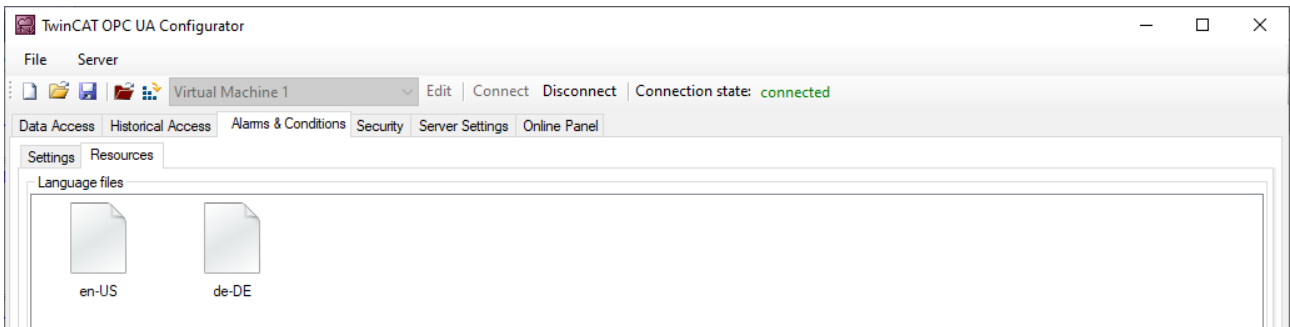 TwinCAT OPC UA Configurator
File Server
Virtual Machine 1 Edit Connect Disconnect Connection state: connected
Data Access Historical Access Alarms & Conditions Security Server Settings Online Panel
Settings Resources
Language files
en-US de-DE